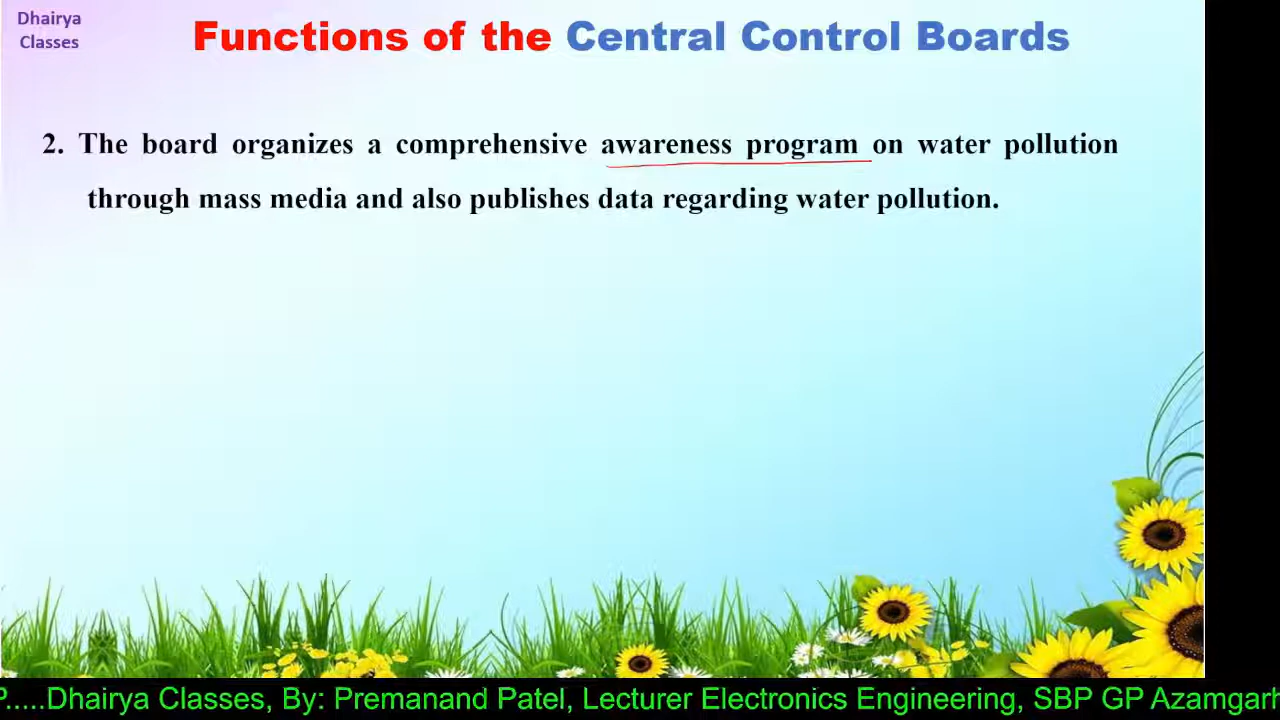 Dhairya
Classes
Functions of the Central Control Boards
2. The board organizes a comprehensive awareness program on water pollution
through mass media and also publishes data regarding water pollution.
P.....Dhairya Classes, By: Premanand Patel, Lecturer Electronics Engineering, SBP GP Azamgarh